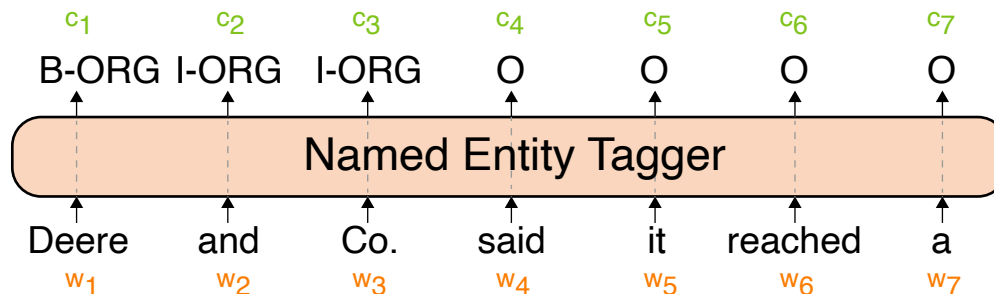 c1 c2 c3 c4 c5 c6 c7
B-ORG I-ORG I-ORG O O O O
Named Entity Tagger
Deere and Co. said it reached a
w1 w2 w3 w4 w5 w6 w7